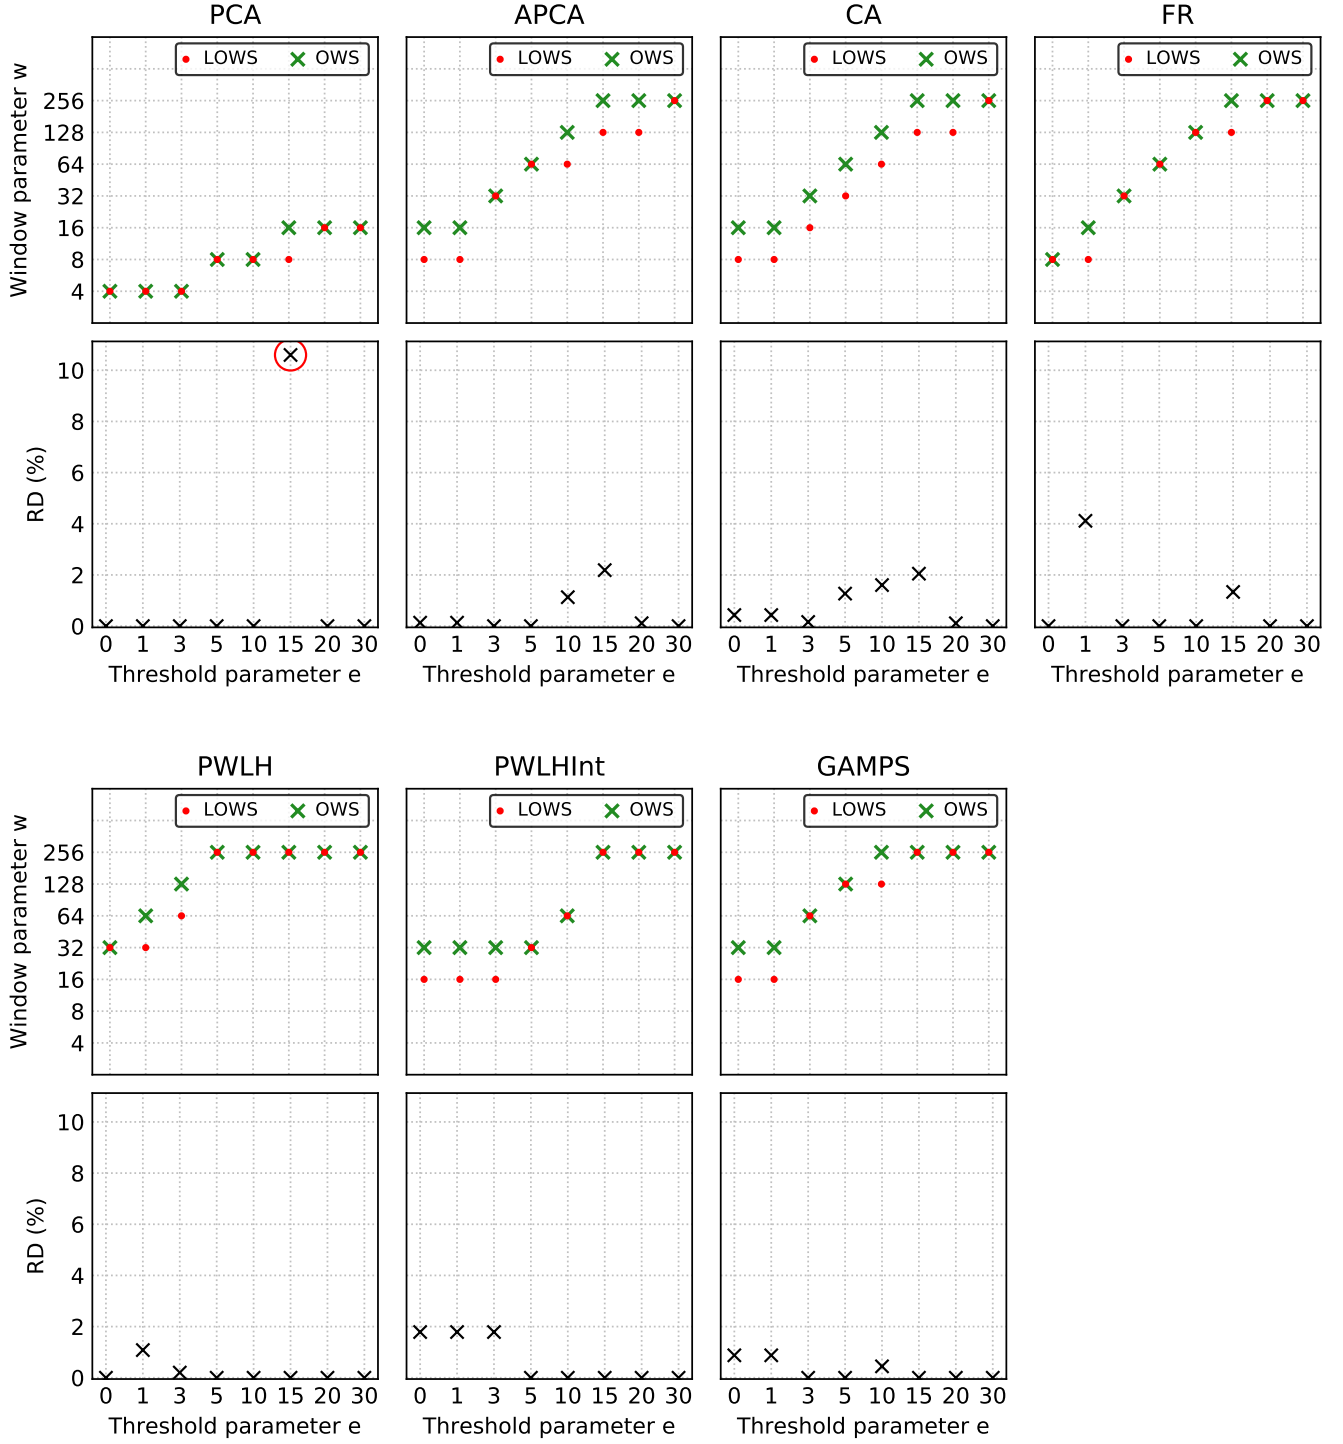 PCA APCA CA FR
LOWS OWS LOWS OWS LOWS OWS LOWS OWS
Window parameter w
256
128
64
32
16
8
4
RD (%)
10
8
6
4
2
0
0 1 3 5 10 15 20 30 0 1 3 5 10 15 20 30 0 1 3 5 10 15 20 30 0 1 3 5 10 15 20 30
Threshold parameter e Threshold parameter e Threshold parameter e Threshold parameter e
PWLH PWLHInt GAMPS
LOWS OWS LOWS OWS LOWS OWS
Window parameter w
256
128
64
32
16
8
4
RD (%)
10
8
6
4
2
0
0 1 3 5 10 15 20 30 0 1 3 5 10 15 20 30 0 1 3 5 10 15 20 30
Threshold parameter e Threshold parameter e Threshold parameter e